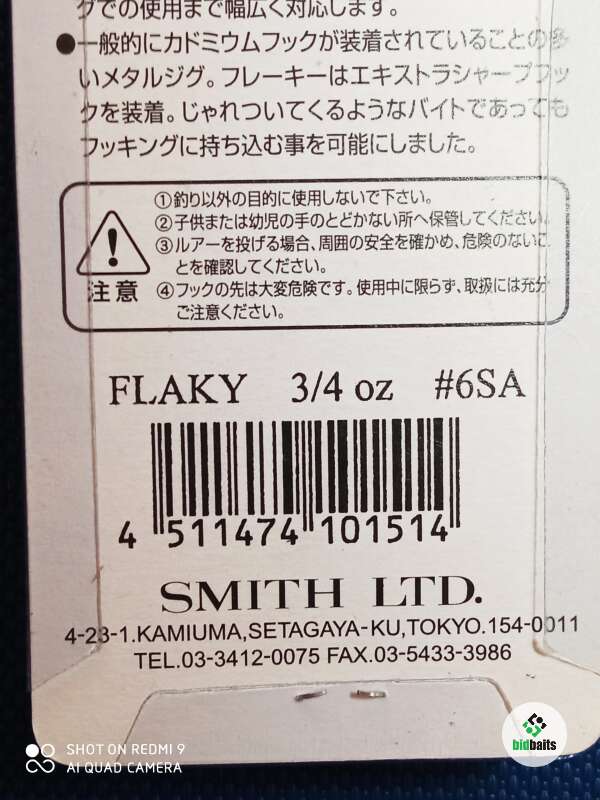 グでの使用まで幅広く対応します。
●一般的にカドミウムフックが装着されていることの多
いメタルジグ。フレーキーはエキストラシャープフッ
クを装着。じゃれついてくるようなバイトであっても
フッキングに持ち込む事を可能にしました。
①釣り以外の目的に使用しないで下さい。
②子供または幼児の手のとどかない所へ保管してください。
③ルアーを投げる場合、周囲の安全を確かめ、危険のないこ
とを確認してください。
④フックの先は大変危険です。使用中に限らず、取扱には充分
ご注意ください。
注意
FLAKY 3/4 oz #6SA
4 511474 101514
SMITH LTD.
4-23-1.KAMIUMA,SETAGAYA-KU,TOKYO.154-0011
TEL.03-3412-0075 FAX.03-5433-3986
bidbaits
SHOT ON REDMI 9
AI QUAD CAMERA